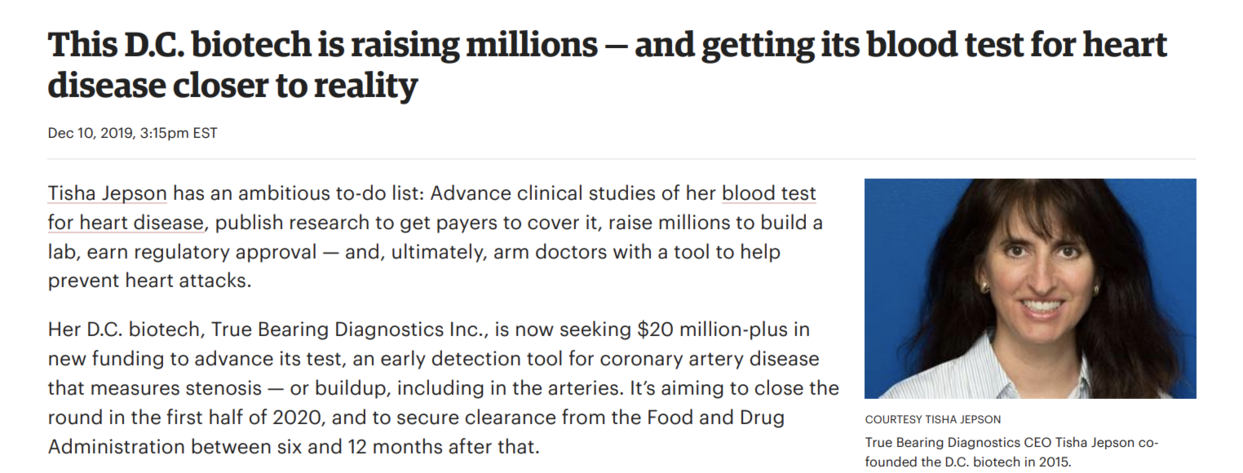 This D.C. biotech is raising millions — and getting its blood test for heart
disease closer to reality
Dec 10, 2019, 3:15pm EST
Tisha Jepson has an ambitious to-do list: Advance clinical studies of her blood test
for heart disease, publish research to get payers to cover it, raise millions to build a
lab, earn regulatory approval — and, ultimately, arm doctors with a tool to help
prevent heart attacks.
Her D.C. biotech, True Bearing Diagnostics Inc., is now seeking $20 million-plus in
new funding to advance its test, an early detection tool for coronary artery disease
that measures stenosis — or buildup, including in the arteries. It’s aiming to close the
round in the first half of 2020, and to secure clearance from the Food and Drug
Administration between six and 12 months after that.
COURTESY TISHA JEPSON
True Bearing Diagnostics CEO Tisha Jepson co-
founded the D.C. biotech in 2015.